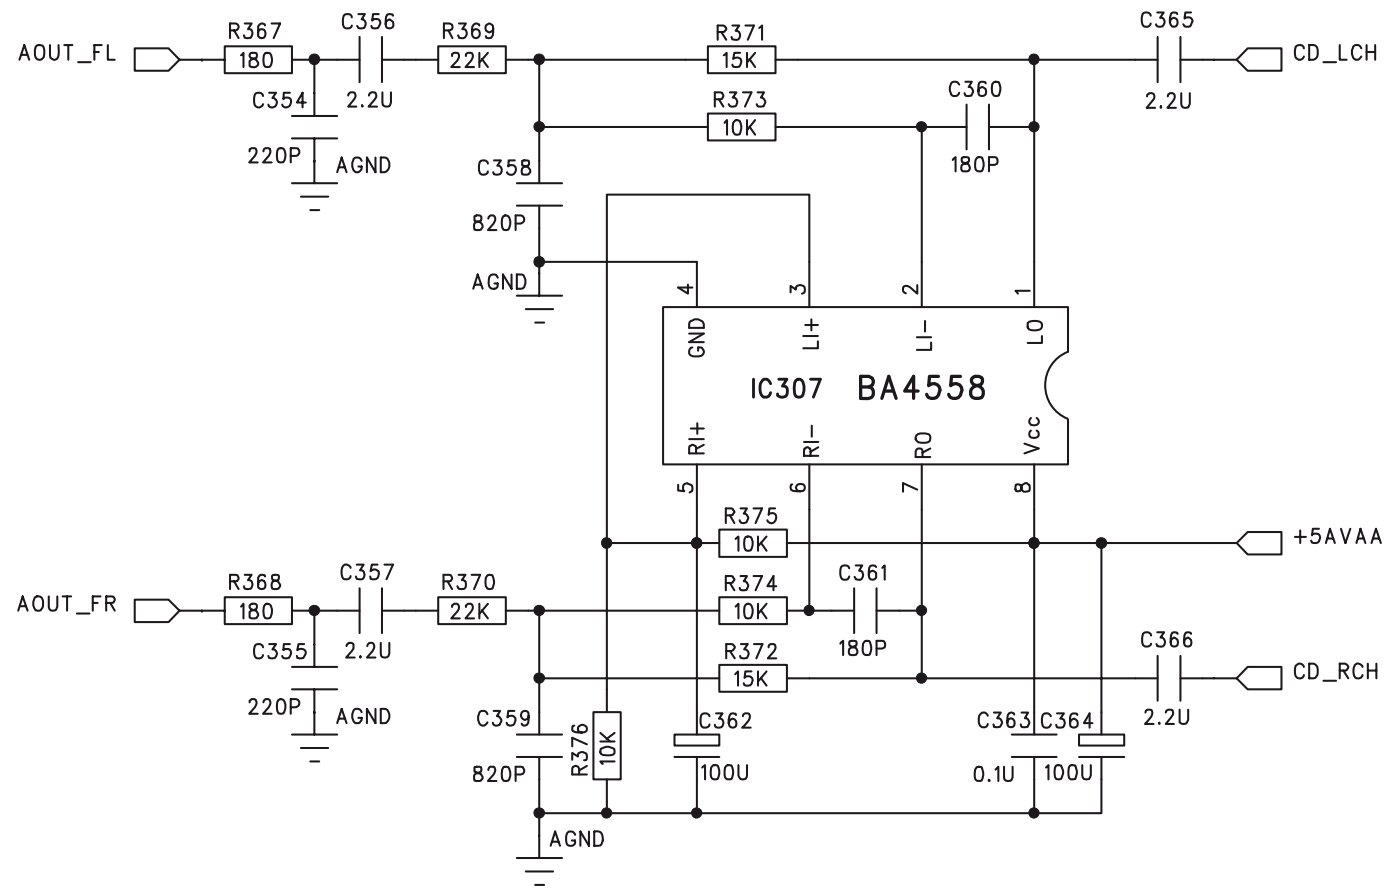 R367
C356
R369
R371
C365
AOUT_FL
180
22K
15K
CD_LCH
C354
2.2U
R373
C360
2.2U
10K
220P
AGND
C358
180P
820P
AGND
4
3
2
1
GND
LI+
LI-
LO
IC307
BA4558
RI+
RI-
RO
Vcc
5
6
7
8
R375
10K
+5AVAA
R368
C357
R370
R374
C361
AOUT_FR
180
22K
10K
C355
2.2U
R372
180P
C366
15K
CD_RCH
220P
AGND
C359
R376
10K
C362
C363
C364
2.2U
820P
100U
0.1U
100U
AGND